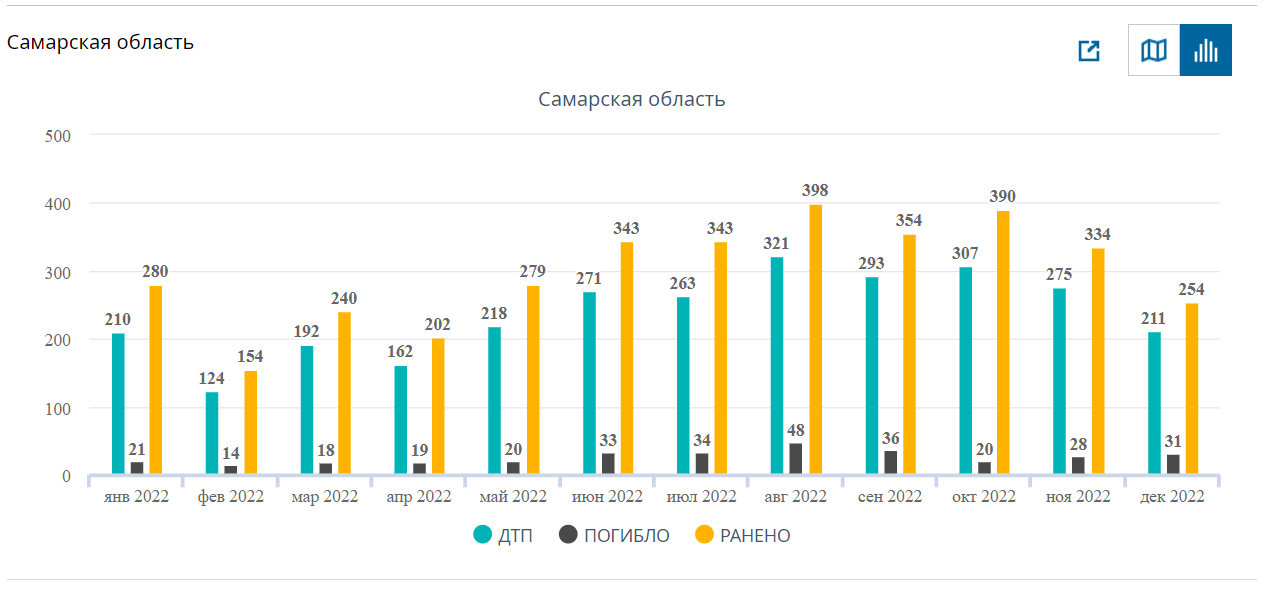 Самарская область
Самарская область
500
400
300
200
100
0
210 21 280
124 14 154
192 18 240
162 19 202
218 20 279
271 33 343
263 34 343
321 48 398
293 36 354
307 20 390
275 28 334
211 31 254
янв 2022 фев 2022 мар 2022 апр 2022 май 2022 июн 2022 июл 2022 авг 2022 сен 2022 окт 2022 ноя 2022 дек 2022
ДТП ПОГИБЛО РАНЕНО